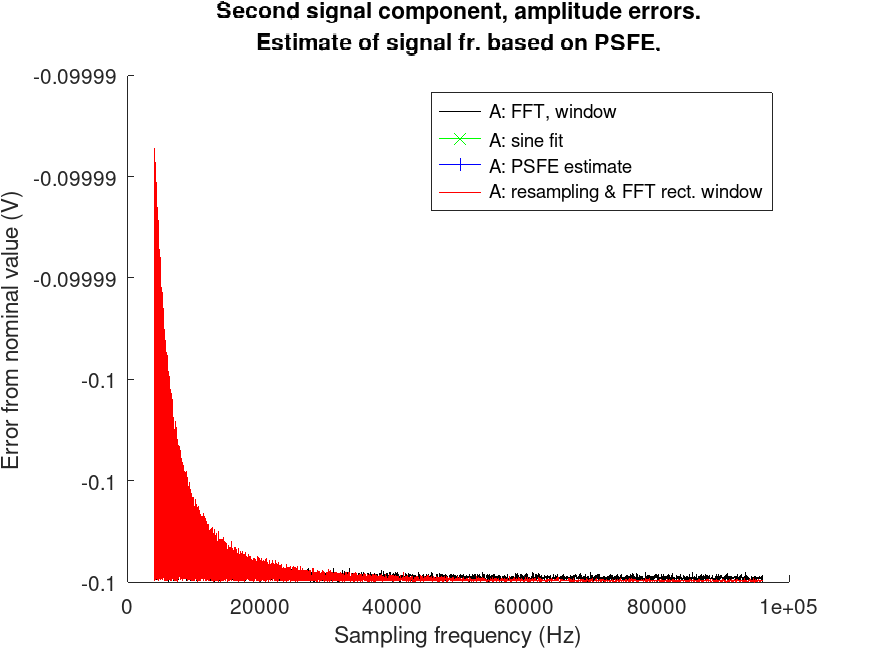 Second signal component, amplitude errors.
Estimate of signal fr. based on PSFE.
-0.09999
-0.09999
-0.09999
-0.1
-0.1
-0.1
Error from nominal value (V)
A: FFT, window
A: sine fit
A: PSFE estimate
A: resampling & FFT rect. window
0 20000 40000 60000 80000 1e+05
Sampling frequency (Hz)